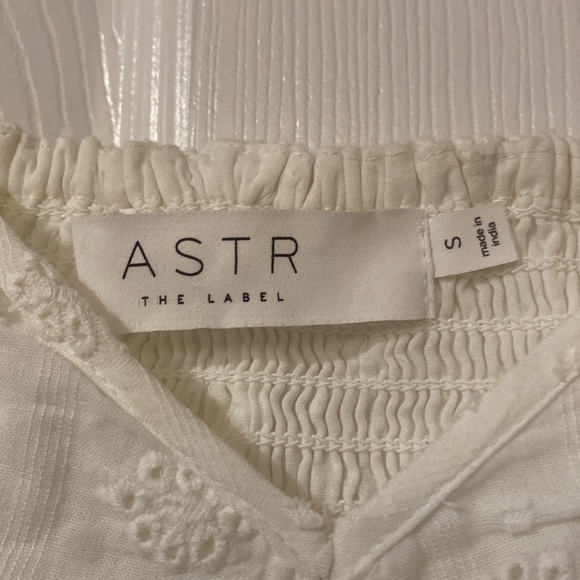 ASTR
THE LABEL
S
made in
india